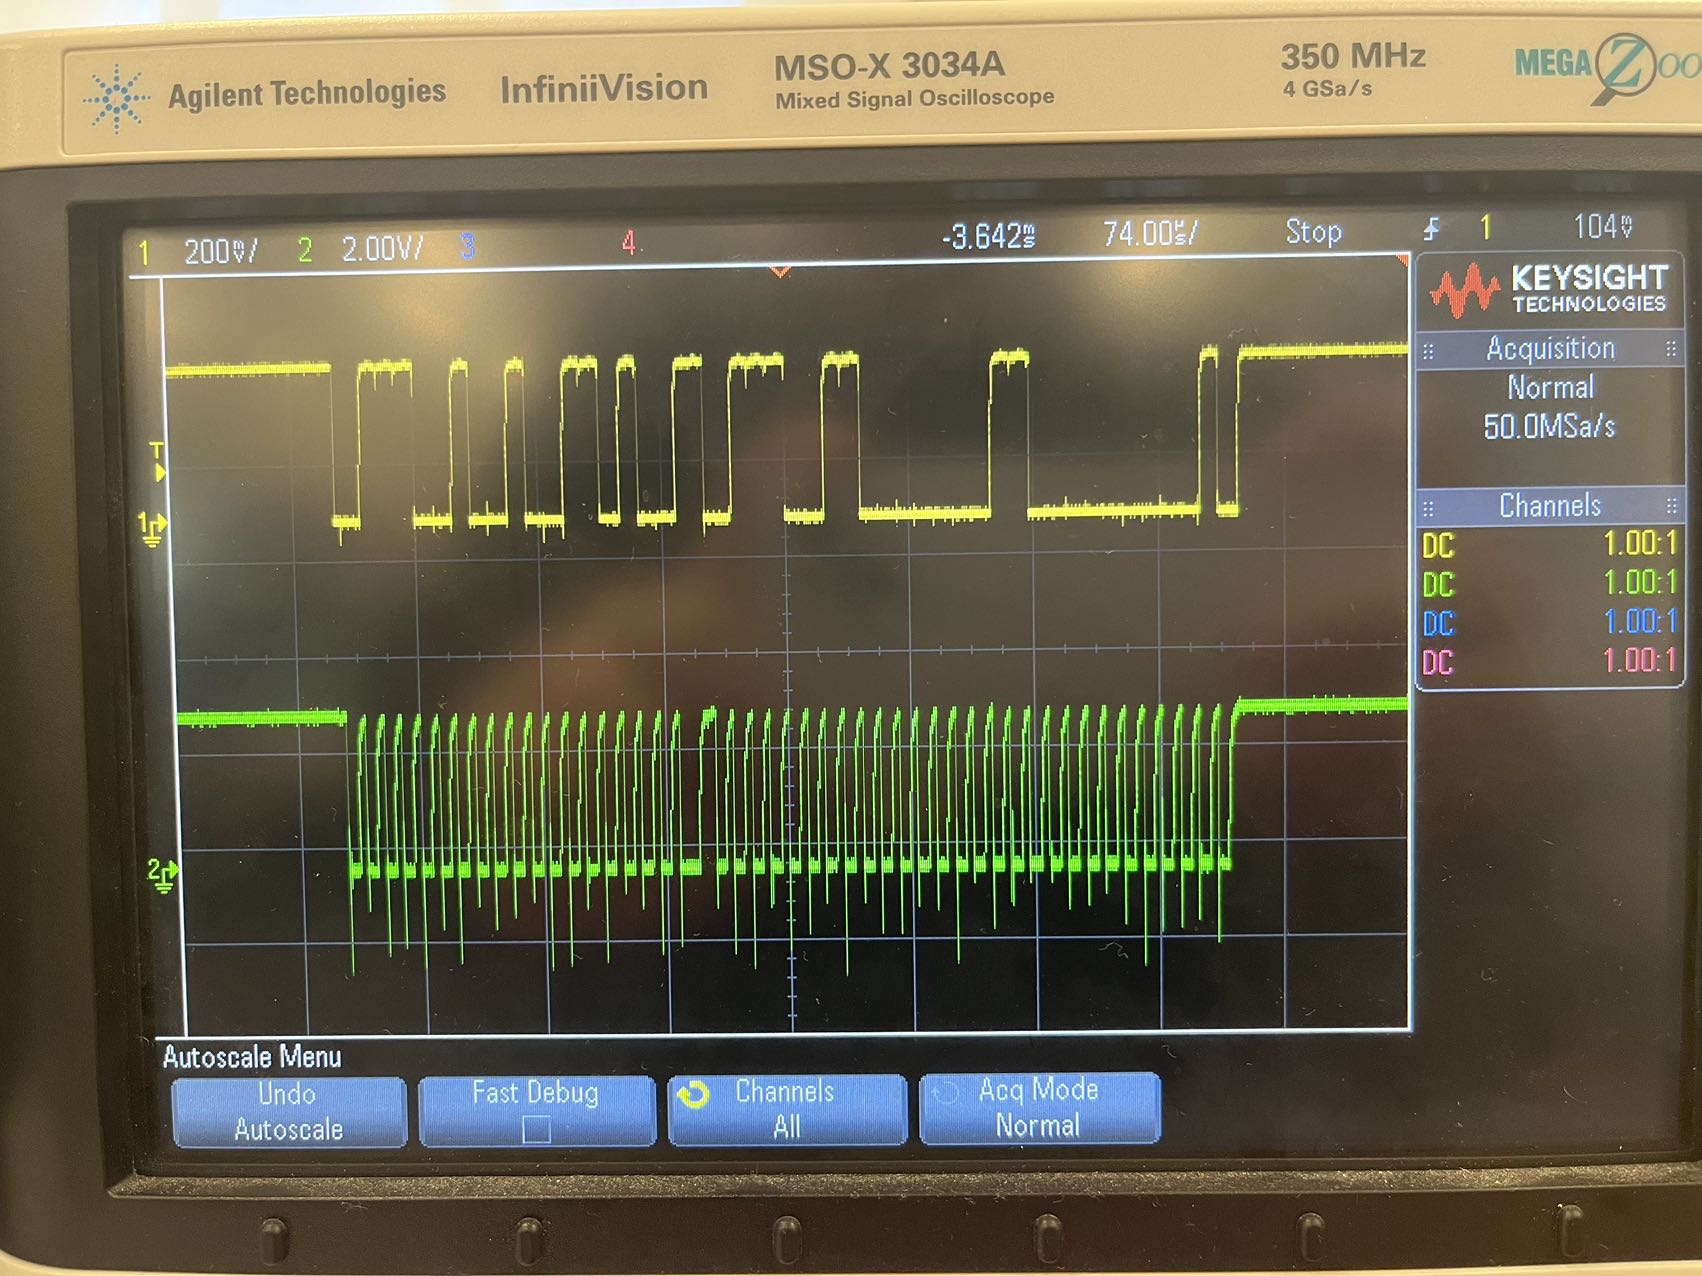 Agilent Technologies InfiniiVision MSO-X 3034A 350 MHz MEGA Zoo
Mixed Signal Oscilloscope 4 GSa/s
1 200mV/ 2 2.00V/ 3 4 -3.642ms 74.00µs/ Stop 1 104mV
KEYSIGHT
TECHNOLOGIES
Acquisition
Normal
50.0MSa/s
Channels
DC 1.00:1
DC 1.00:1
DC 1.00:1
DC 1.00:1
T
1
2
Autoscale Menu
Undo
Autoscale
Fast Debug
Channels
All
Acq Mode
Normal